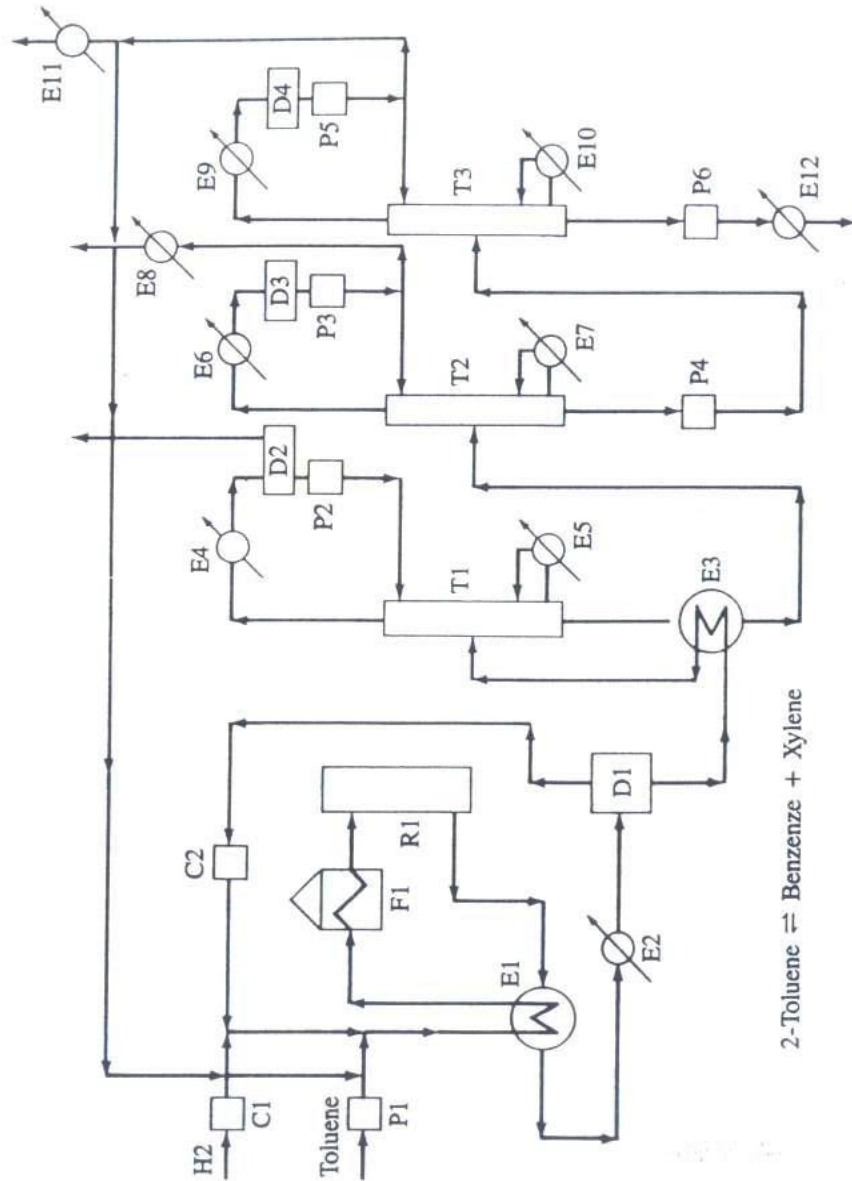 H2
C1
Toluene
P1
C2
F1
R1
E1
E2
D1
E4
D2
P2
T1
E5
E3
E6
D3
P3
T2
E7
P4
E8
E9
D4
P5
T3
E10
P6
E12
E11
2-Toluene ⇌ Benzenze + Xylene